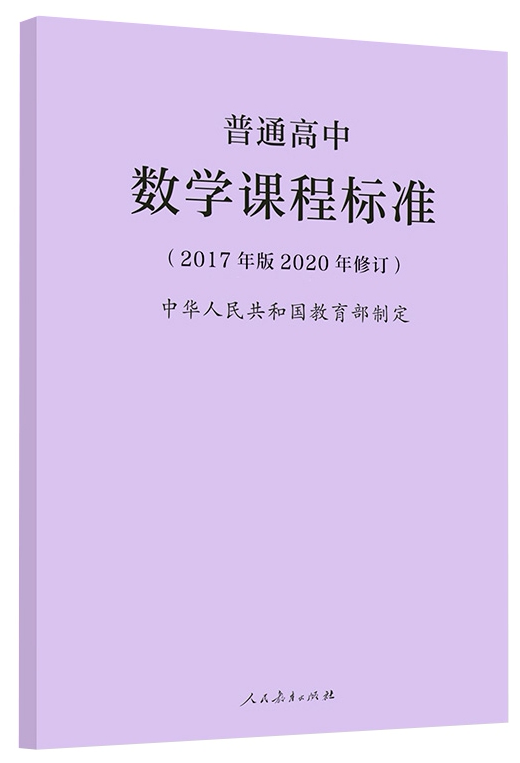 普通高中
数学课程标准
（2017年版2020年修订）
中华人民共和国教育部制定
人民教育出版社